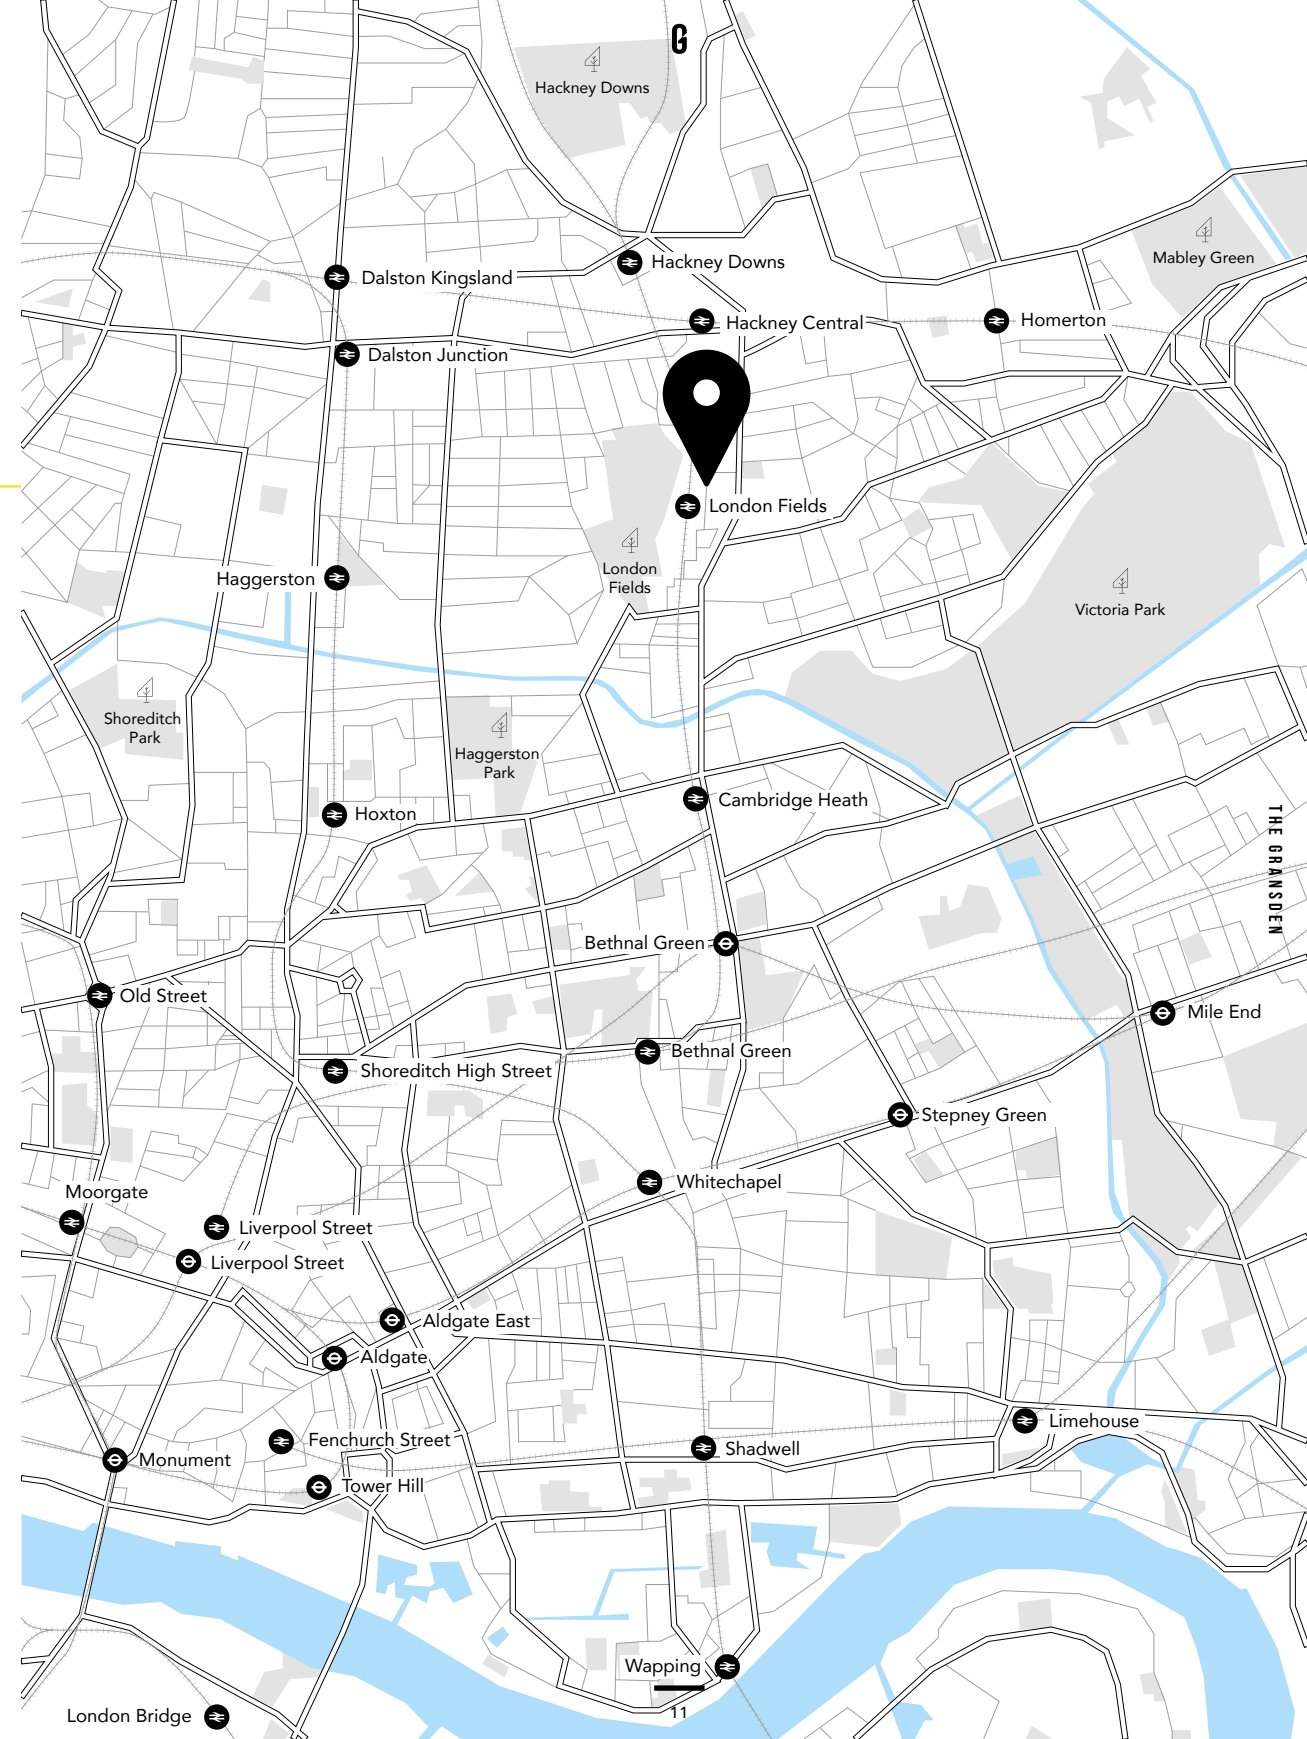 G
Hackney Downs
Mabley Green
Hackney Downs
Dalston Kingsland
Hackney Central
Homerton
Dalston Junction
London Fields
London
Fields
Haggerston
Victoria Park
Shoreditch
Park
Haggerston
Park
Cambridge Heath
Hoxton
THE GRANSDEN
Bethnal Green
Old Street
Mile End
Bethnal Green
Shoreditch High Street
Stepney Green
Whitechapel
Moorgate
Liverpool Street
Liverpool Street
Aldgate East
Aldgate
Limehouse
Fenchurch Street
Shadwell
Monument
Tower Hill
Wapping
London Bridge
11